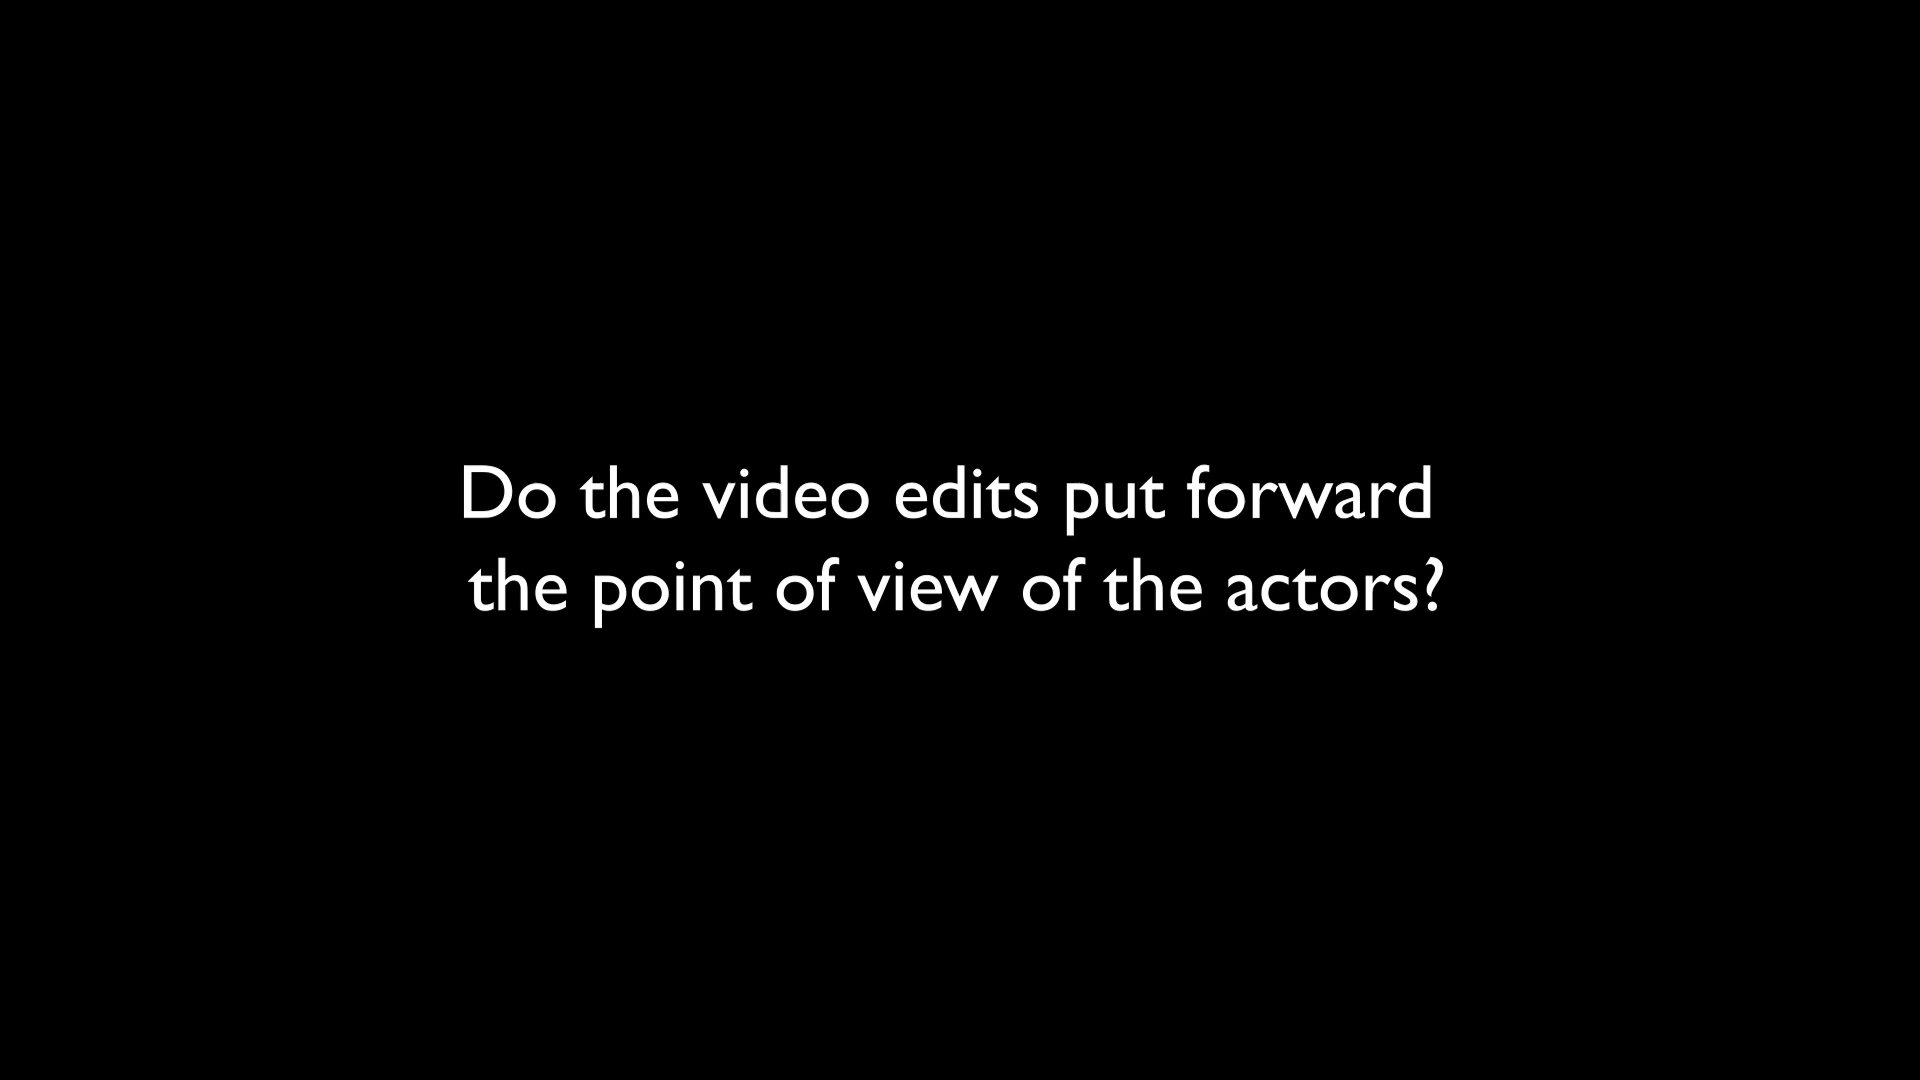 Do the video edits put forward
the point of view of the actors?